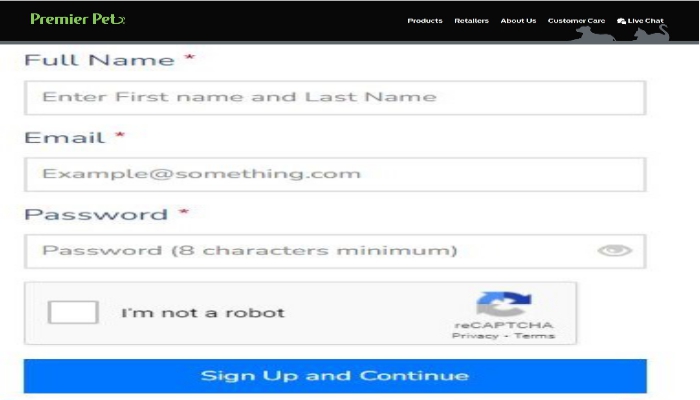 Premier Pet
Products Retailers About Us Customer Care Live Chat
Full Name *
Enter First name and Last Name
Email *
Example@something.com
Password *
Password (8 characters minimum)
I'm not a robot
reCAPTCHA
Privacy - Terms
Sign Up and Continue